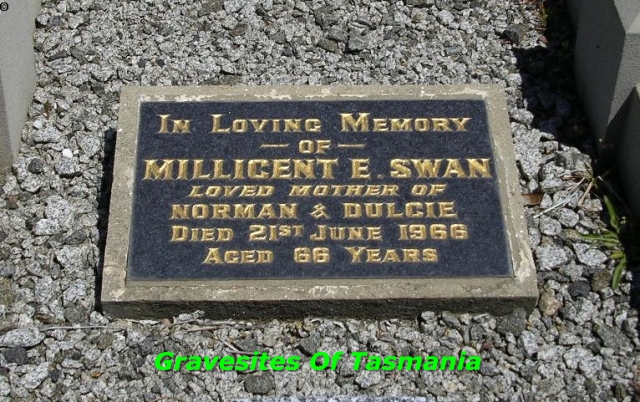 IN LOVING MEMORY
— OF —
MILLICENT E. SWAN
LOVED MOTHER OF
NORMAN & DULCIE
DIED 21ST JUNE 1966
AGED 66 YEARS
Gravesites Of Tasmania